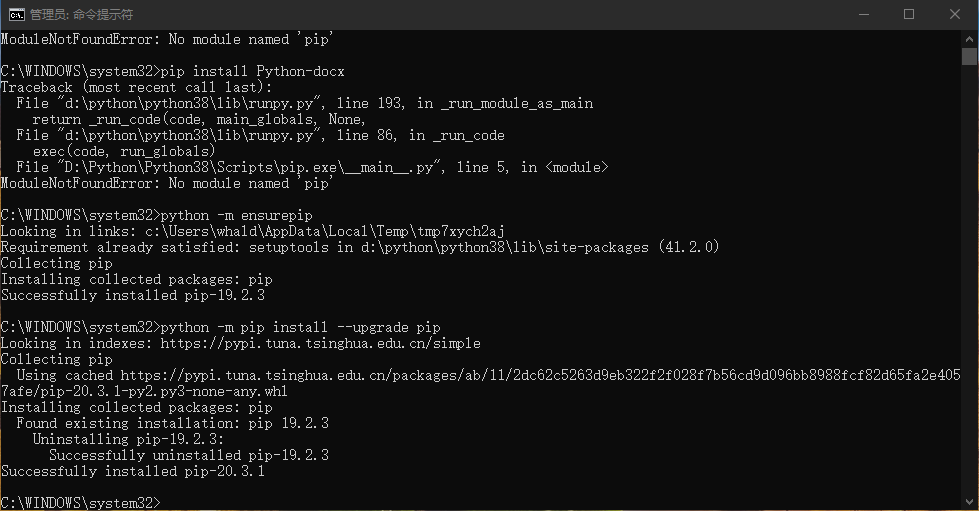 管理员: 命令提示符
ModuleNotFoundError: No module named 'pip'
C:\WINDOWS\system32>pip install Python-docx
Traceback (most recent call last):
  File "d:\python\python38\lib\runpy.py", line 193, in _run_module_as_main
    return _run_code(code, main_globals, None,
  File "d:\python\python38\lib\runpy.py", line 86, in _run_code
    exec(code, run_globals)
  File "D:\Python\Python38\Scripts\pip.exe\__main__.py", line 5, in <module>
ModuleNotFoundError: No module named 'pip'
C:\WINDOWS\system32>python -m ensurepip
Looking in links: c:\Users\whald\AppData\Local\Temp\tmp7xych2aj
Requirement already satisfied: setuptools in d:\python\python38\lib\site-packages (41.2.0)
Collecting pip
Installing collected packages: pip
Successfully installed pip-19.2.3
C:\WINDOWS\system32>python -m pip install --upgrade pip
Looking in indexes: https://pypi.tuna.tsinghua.edu.cn/simple
Collecting pip
  Using cached https://pypi.tuna.tsinghua.edu.cn/packages/ab/11/2dc62c5263d9eb322f2f028f7b56cd9d096bb8988fcf82d65fa2e405
7afe/pip-20.3.1-py2.py3-none-any.whl
Installing collected packages: pip
  Found existing installation: pip 19.2.3
    Uninstalling pip-19.2.3:
      Successfully uninstalled pip-19.2.3
Successfully installed pip-20.3.1
C:\WINDOWS\system32>